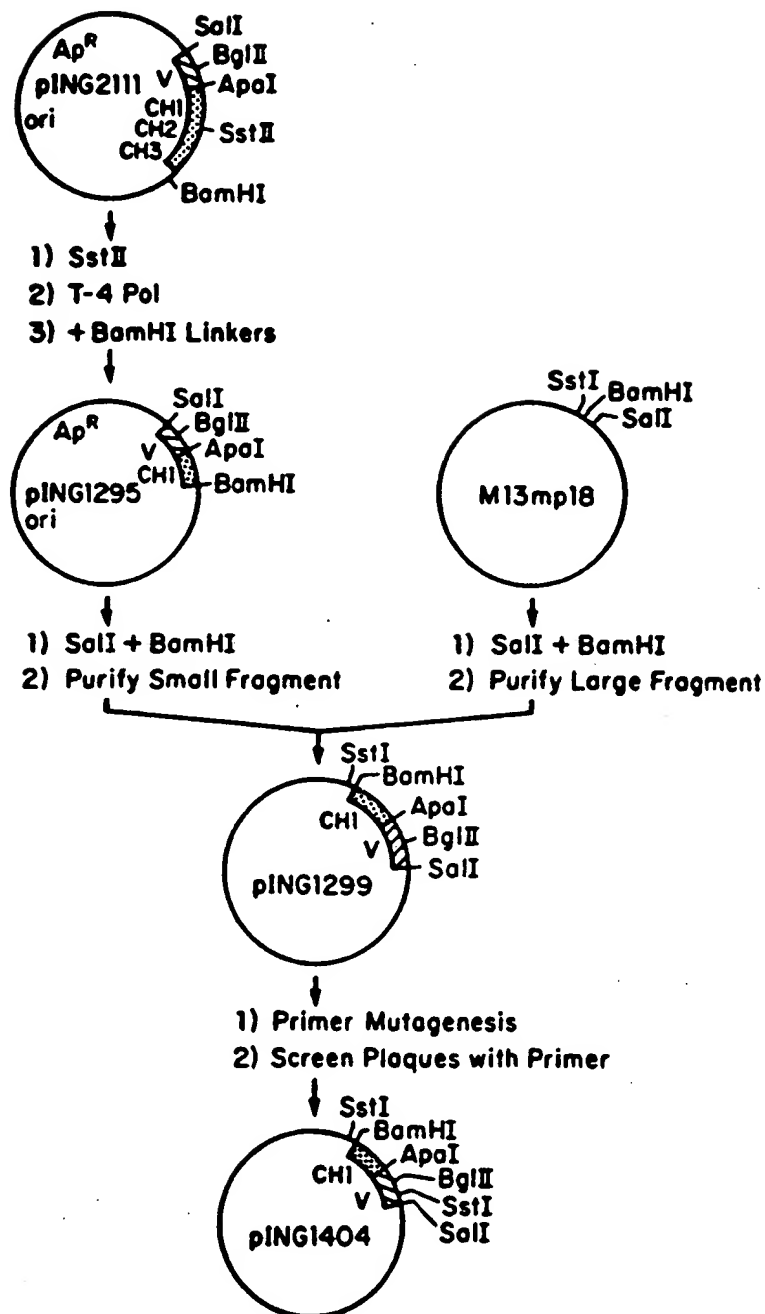 SalI
Ap^R
BglII
pING2111
V
ApaI
ori
CH1
CH2
SstII
CH3
BamHI
1) SstII
2) T-4 Pol
3) + BamHI Linkers
SalI
Ap^R
BglII
V
ApaI
CH1
BamHI
pING1295
ori
SstI
BamHI
SalI
M13mp18
1) SalI + BamHI
2) Purify Small Fragment
1) SalI + BamHI
2) Purify Large Fragment
SstI
BamHI
ApaI
CH1
BglII
V
SalI
pING1299
1) Primer Mutagenesis
2) Screen Plaques with Primer
SstI
BamHI
ApaI
CH1
BglII
V
SstI
SalI
pING1404